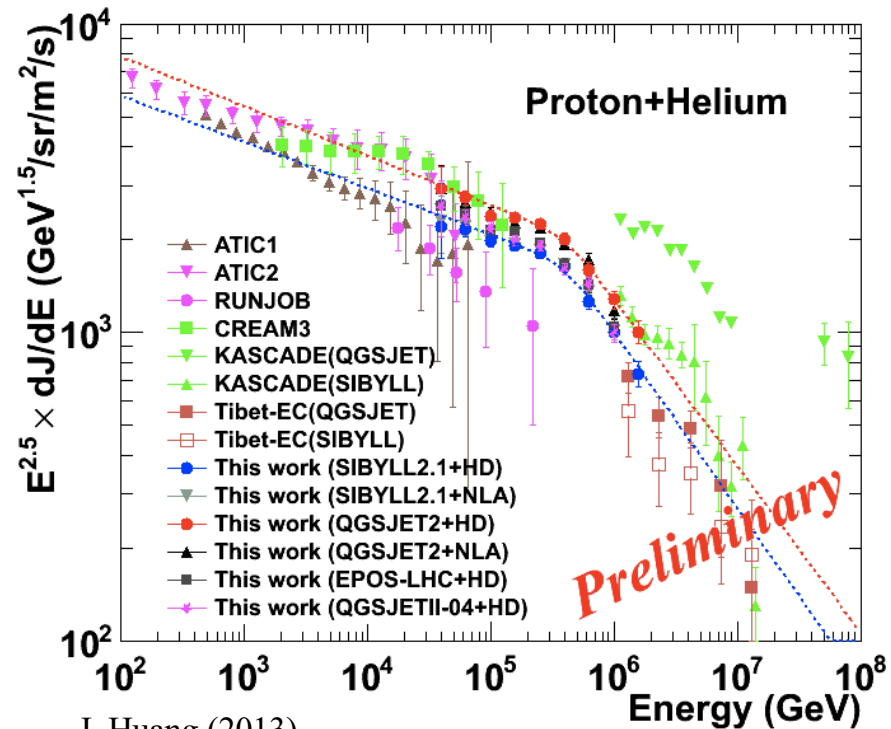 10^4
10^3
10^2
E^2.5 × dJ/dE (GeV^1.5/sr/m^2/s)
Proton+Helium
ATIC1
ATIC2
RUNJOB
CREAM3
KASCADE(QGSJET)
KASCADE(SIBYLL)
Tibet-EC(QGSJET)
Tibet-EC(SIBYLL)
This work (SIBYLL2.1+HD)
This work (SIBYLL2.1+NLA)
This work (QGSJET2+HD)
This work (QGSJET2+NLA)
This work (EPOS-LHC+HD)
This work (QGSJETII-04+HD)
Preliminary
10^2 10^3 10^4 10^5 10^6 10^7 10^8
Energy (GeV)
J. Huang (2013)